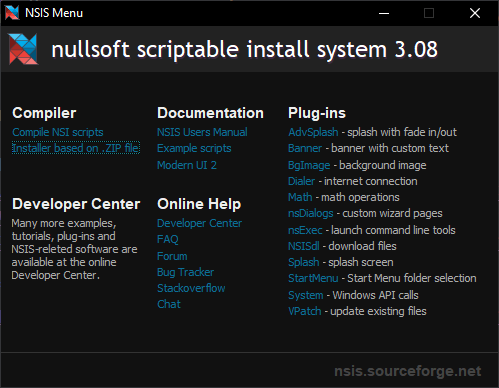 NSIS Menu
nullsoft scriptable install system 3.08
Compiler
Compile NSI scripts
Installer based on .ZIP file
Developer Center
Many more examples,
tutorials, plug-ins and
NSIS-releted software are
available at the online
Developer Center.
Documentation
NSIS Users Manual
Example scripts
Modern UI 2
Online Help
Developer Center
FAQ
Forum
Bug Tracker
Stackoverflow
Chat
Plug-ins
AdvSplash - splash with fade in/out
Banner - banner with custom text
BgImage - background image
Dialer - internet connection
Math - math operations
nsDialogs - custom wizard pages
nsExec - launch command line tools
NSISdl - download files
Splash - splash screen
StartMenu - Start Menu folder selection
System - Windows API calls
VPatch - update existing files
nsis.sourceforge.net